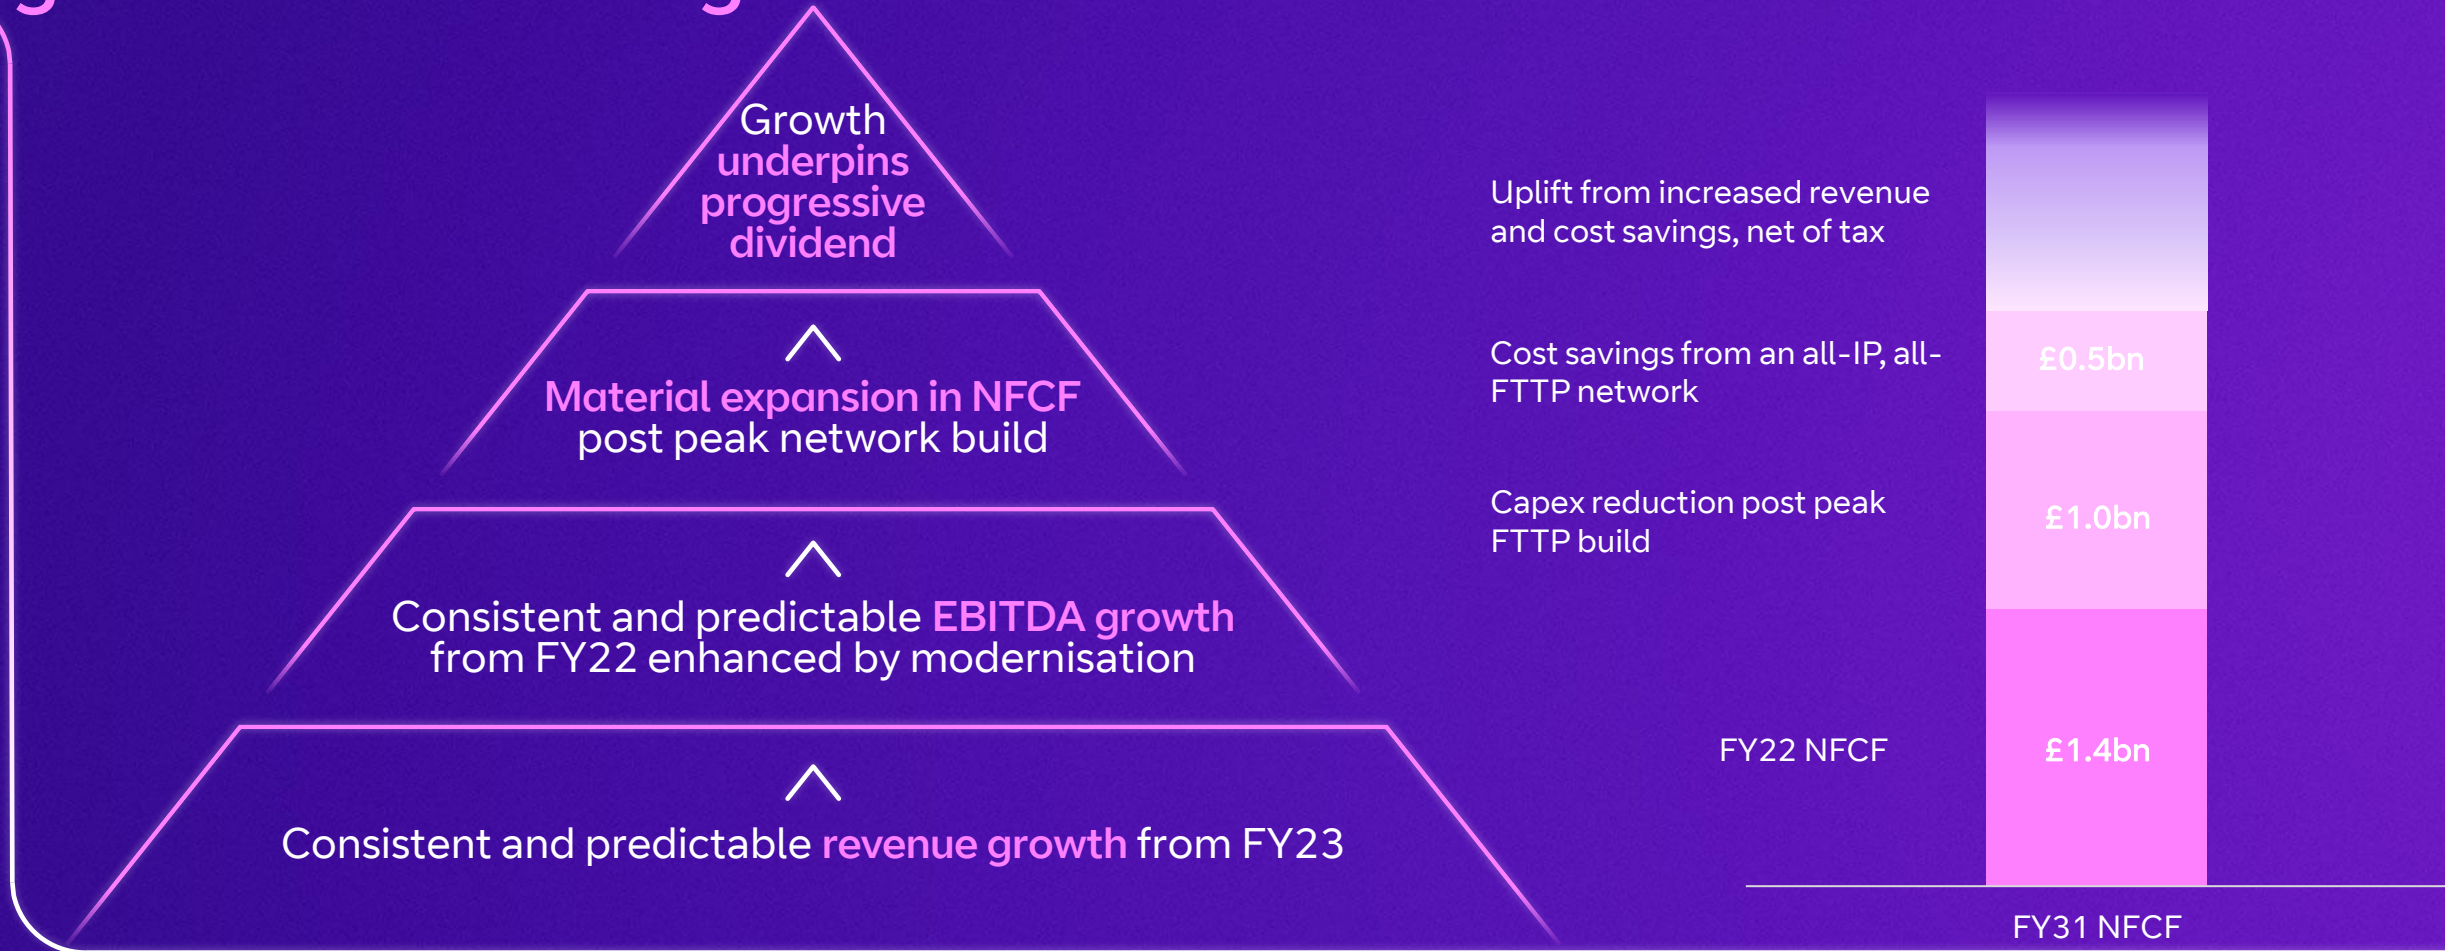 Growth
underpins
progressive
dividend
Material expansion in NFCF
post peak network build
Consistent and predictable EBITDA growth
from FY22 enhanced by modernisation
Consistent and predictable revenue growth from FY23
Uplift from increased revenue
and cost savings, net of tax
Cost savings from an all-IP, all-
FTTP network
£0.5bn
Capex reduction post peak
FTTP build
£1.0bn
FY22 NFCF
£1.4bn
FY31 NFCF